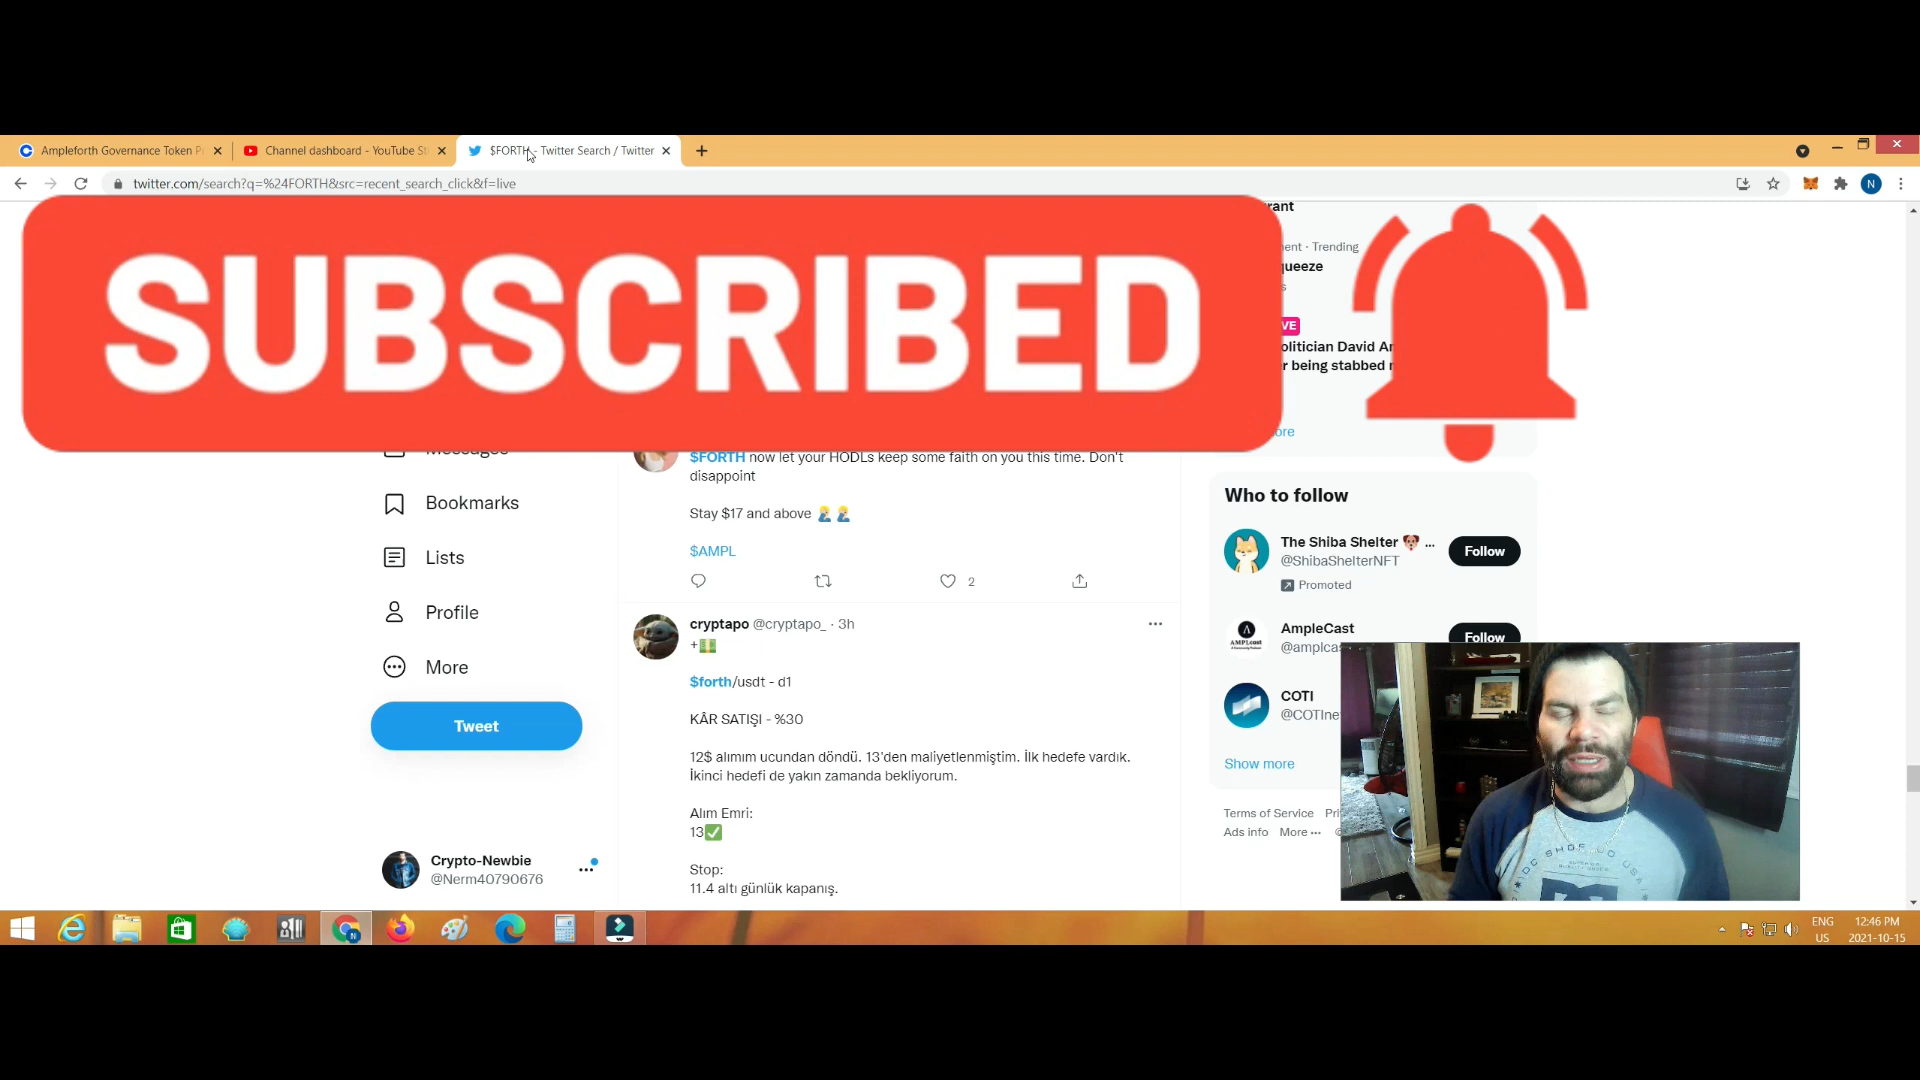 Ampleforth Governance Token P
Channel dashboard - YouTube St
$FORTH - Twitter Search / Twitter
twitter.com/search?q=%24FORTH&src=recent_search_click&f=live
N
SUBSCRIBED
· Trending
VE
olitician David A
being stabbed
Messages
Bookmarks
Lists
Profile
More
Tweet
Crypto-Newbie
@Nerm40790676
$FORTH now let your HODLs keep some faith on you this time. Don't
disappoint
Stay $17 and above
$AMPL
2
cryptapo @cryptapo_ · 3h
+
$forth/usdt - d1
KÂR SATIŞI - %30
12$ alımım ucundan döndü. 13'den maliyetlenmiştim. İlk hedefe vardık.
İkinci hedefi de yakın zamanda bekliyorum.
Alım Emri:
13✅
Stop:
11.4 altı günlük kapanış.
Who to follow
The Shiba Shelter ...
@ShibaShelterNFT
Follow
Promoted
AmpleCast
@amplcas
Follow
COTI
@COTIne
Show more
Terms of Service Pri
Ads info More ···
ENG
US
12:46 PM
2021-10-15